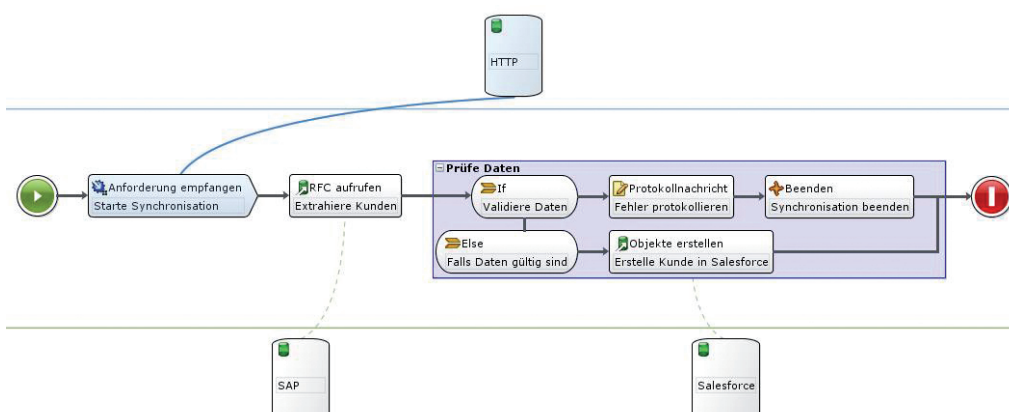 HTTP
Anforderung empfangen
Starte Synchronisation
RFC aufrufen
Extrahiere Kunden
Prüfe Daten
If
Validiere Daten
Protokollnachricht
Fehler protokollieren
Beenden
Synchronisation beenden
Else
Falls Daten gültig sind
Objekte erstellen
Erstelle Kunde in Salesforce
SAP
Salesforce